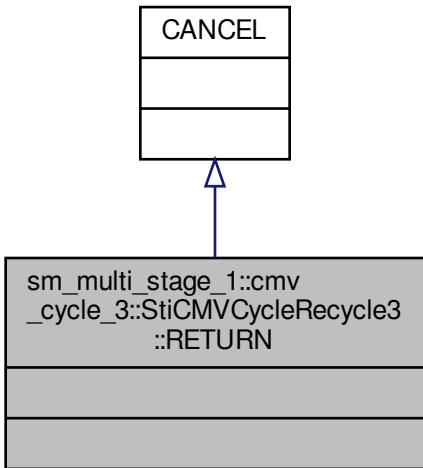 CANCEL
sm_multi_stage_1::cmv
_cycle_3::StiCMVCycleRecycle3
::RETURN